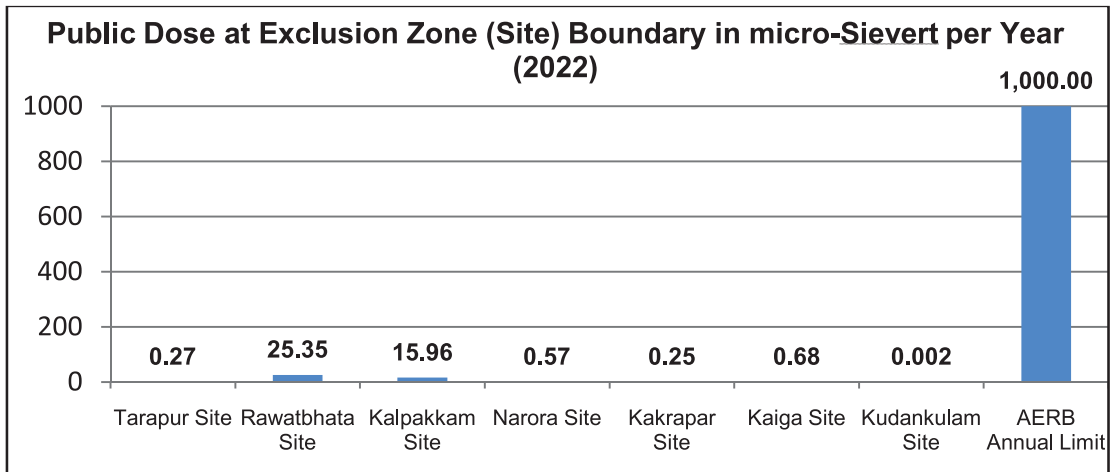 Public Dose at Exclusion Zone (Site) Boundary in micro-Sievert per Year
(2022)
1,000.00
1000
800
600
400
200
0
0.27
25.35
15.96
0.57
0.25
0.68
0.002
Tarapur Site
Rawatbhata
Site
Kalpakkam
Site
Narora Site
Kakrapar
Site
Kaiga Site
Kudankulam
Site
AERB
Annual Limit